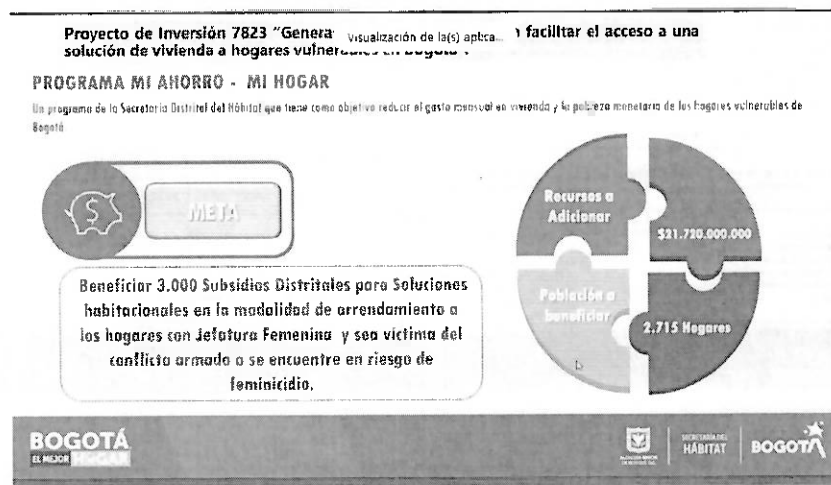 Proyecto de Inversión 7823 "Genera Visualización de la(s) aplica... facilitar el acceso a una
solución de vivienda a hogares vulnerables en Bogotá".
PROGRAMA MI AHORRO - MI HOGAR
Un programa de la Secretaría Distrital del Hábitat que tiene como objetivo reducir el gasto mensual en vivienda y la pobreza monetaria de los hogares vulnerables de
Bogotá
META
Beneficiar 3.000 Subsidios Distritales para Soluciones
habitacionales en la modalidad de arrendamiento a
los hogares con Jefatura Femenina y sea víctima del
conflicto armado o se encuentre en riesgo de
feminicidio.
Recursos a
Adicionar
$21.720.000.000
Población a
beneficiar
2.715 Hogares
BOGOTÁ
EL MEJOR HOGAR
SECRETARÍA DEL
HÁBITAT
BOGOTÁ